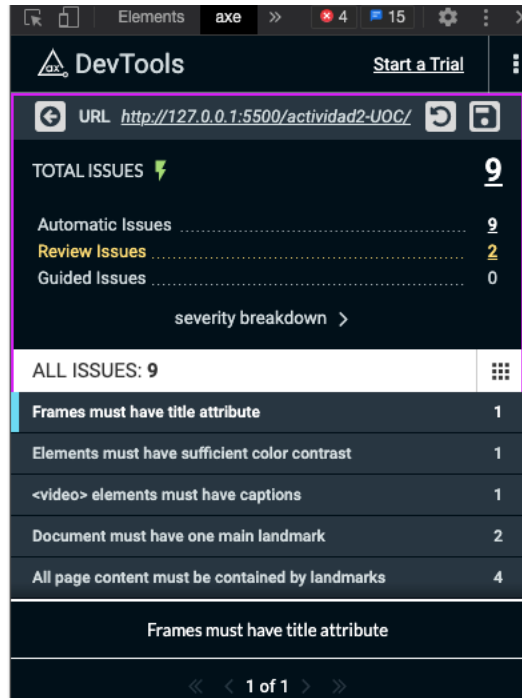 Elements axe » 4 15
ax DevTools Start a Trial
URL http://127.0.0.1:5500/actividad2-UOC/
TOTAL ISSUES 9
Automatic Issues 9
Review Issues 2
Guided Issues 0
severity breakdown >
ALL ISSUES: 9
Frames must have title attribute 1
Elements must have sufficient color contrast 1
<video> elements must have captions 1
Document must have one main landmark 2
All page content must be contained by landmarks 4
Frames must have title attribute
« < 1 of 1 > »